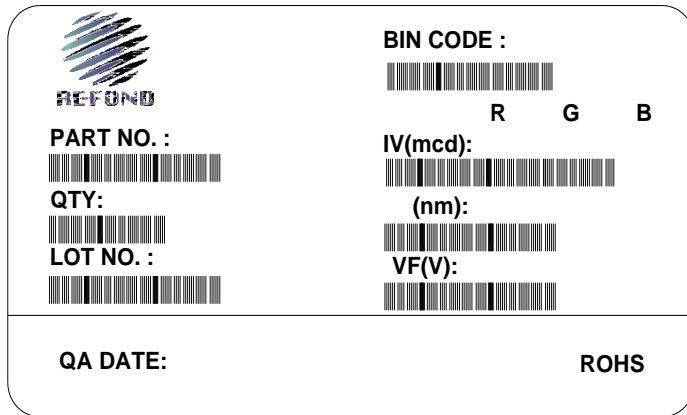 REFOND
PART NO. :
QTY:
LOT NO. :
BIN CODE :
R G B
IV(mcd):
(nm):
VF(V):
QA DATE:
ROHS